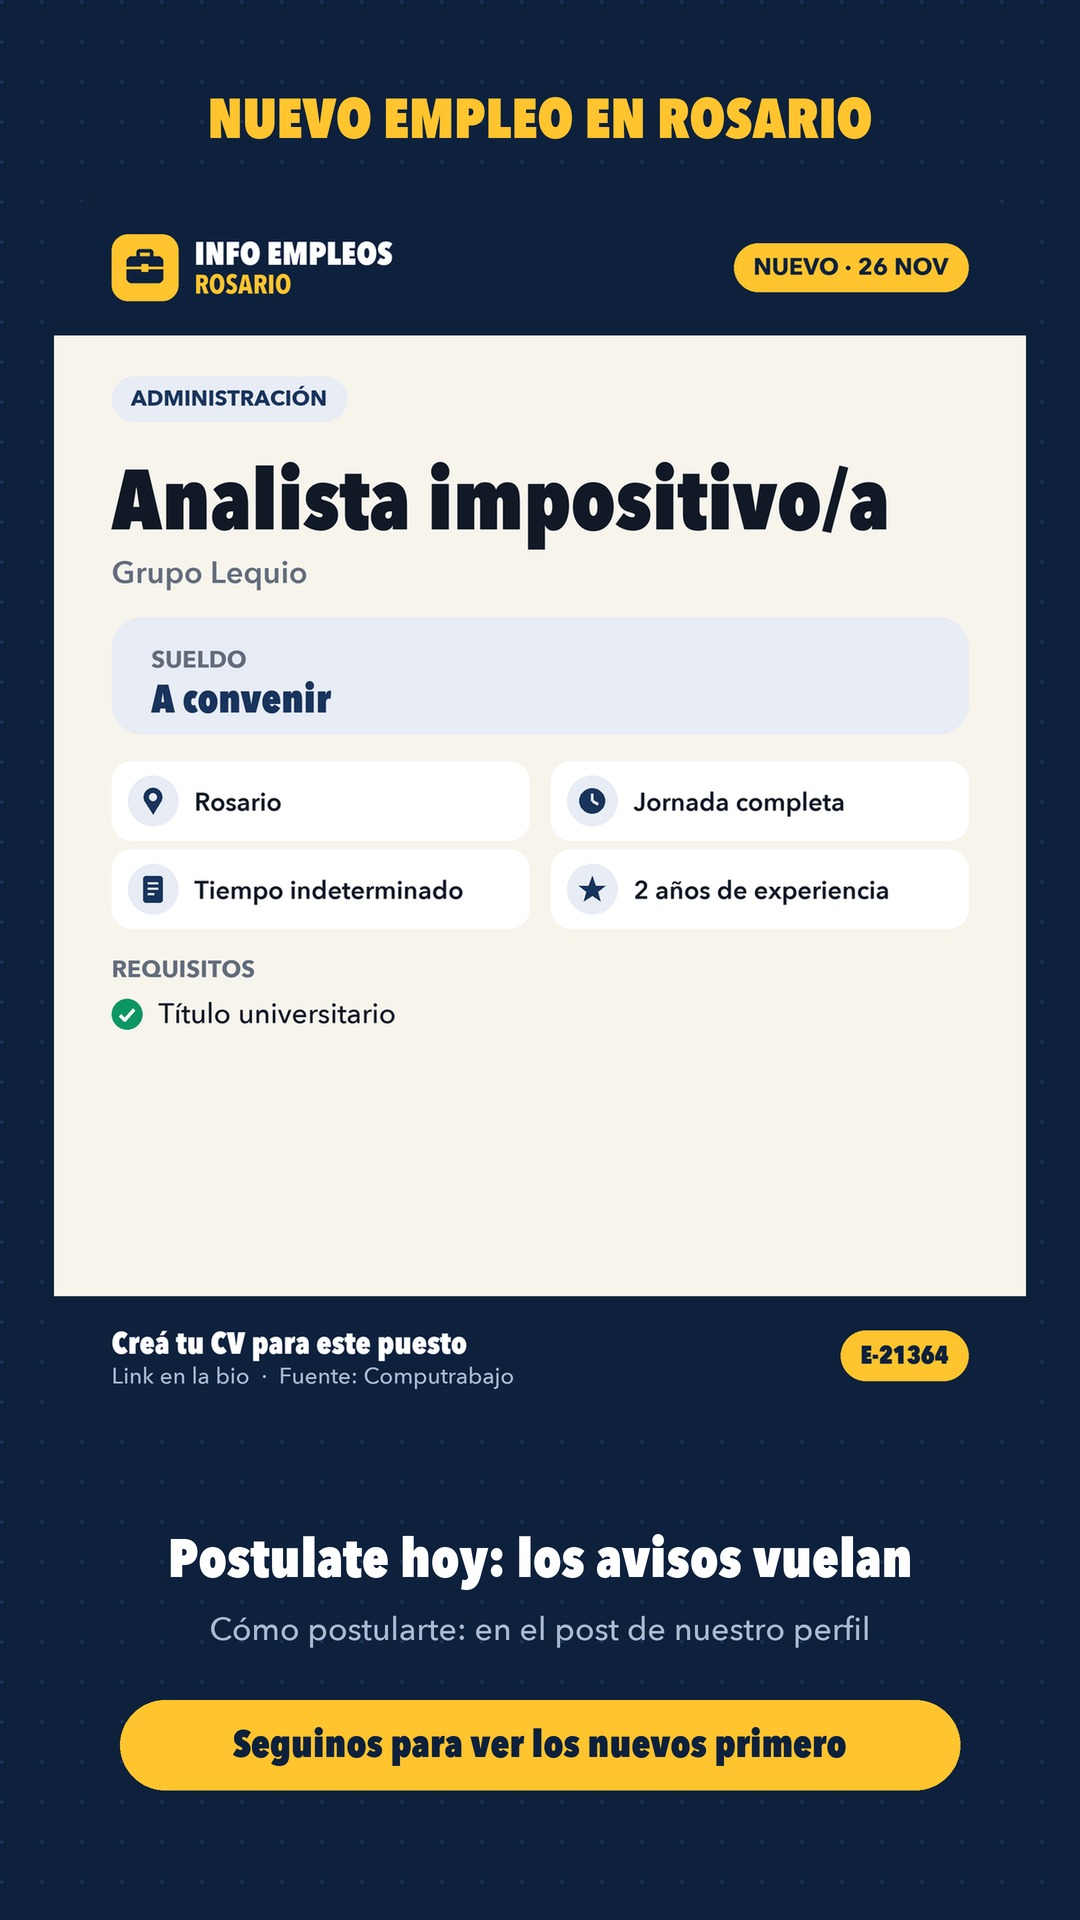 NUEVO EMPLEO EN ROSARIO
INFO EMPLEOS
ROSARIO
NUEVO · 26 NOV
ADMINISTRACIÓN
Analista impositivo/a
Grupo Lequio
SUELDO
A convenir
Rosario
Jornada completa
Tiempo indeterminado
2 años de experiencia
REQUISITOS
Título universitario
Creá tu CV para este puesto
Link en la bio · Fuente: Computrabajo
E-21364
Postulate hoy: los avisos vuelan
Cómo postularte: en el post de nuestro perfil
Seguinos para ver los nuevos primero